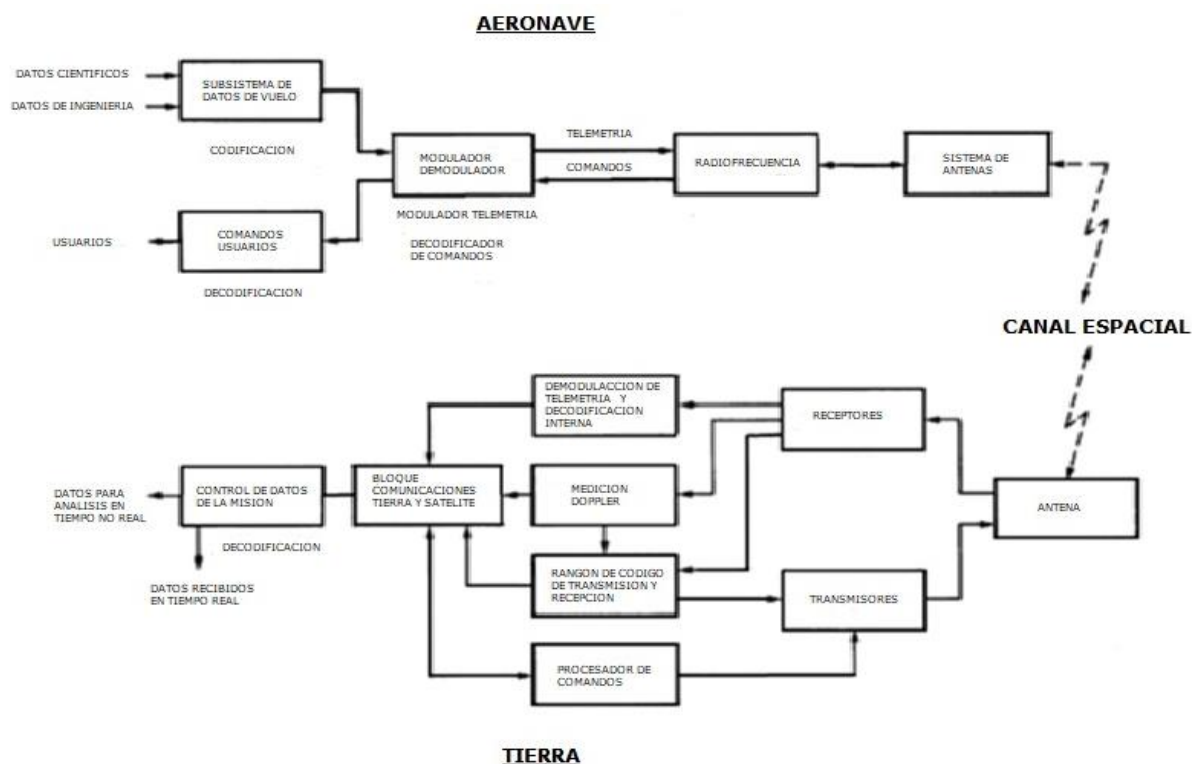 AERONAVE
DATOS CIENTIFICOS
DATOS DE INGENIERIA
SUBSISTEMA DE
DATOS DE VUELO
CODIFICACION
MODULADOR
DEMODULADOR
TELEMETRIA
COMANDOS
RADIOFRECUENCIA
SISTEMA DE
ANTENAS
MODULADOR TELEMETRIA
DECODIFICADOR
DE COMANDOS
USUARIOS
COMANDOS
USUARIOS
DECODIFICACION
CANAL ESPACIAL
DEMODULACCION DE
TELEMETRIA Y
DECODIFICACION
INTERNA
RECEPTORES
DATOS PARA
ANALISIS EN
TIEMPO NO REAL
CONTROL DE DATOS
DE LA MISION
BLOQUE
COMUNICACIONES
TIERRA Y SATELITE
MEDICION
DOPPLER
ANTENA
DECODIFICACION
DATOS RECIBIDOS
EN TIEMPO REAL
RANGON DE CODIGO
DE TRANSMISION Y
RECEPCION
TRANSMISORES
PROCESADOR DE
COMANDOS
TIERRA